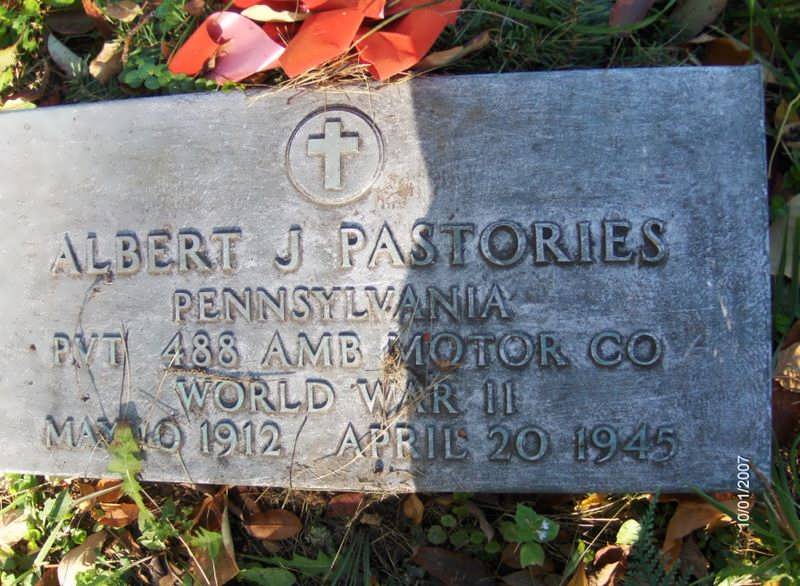 ALBERT J PASTORIES
PENNSYLVANIA
PVT 488 AMB MOTOR CO
WORLD WAR II
MAY 10 1912 APRIL 20 1945
10/01/2007